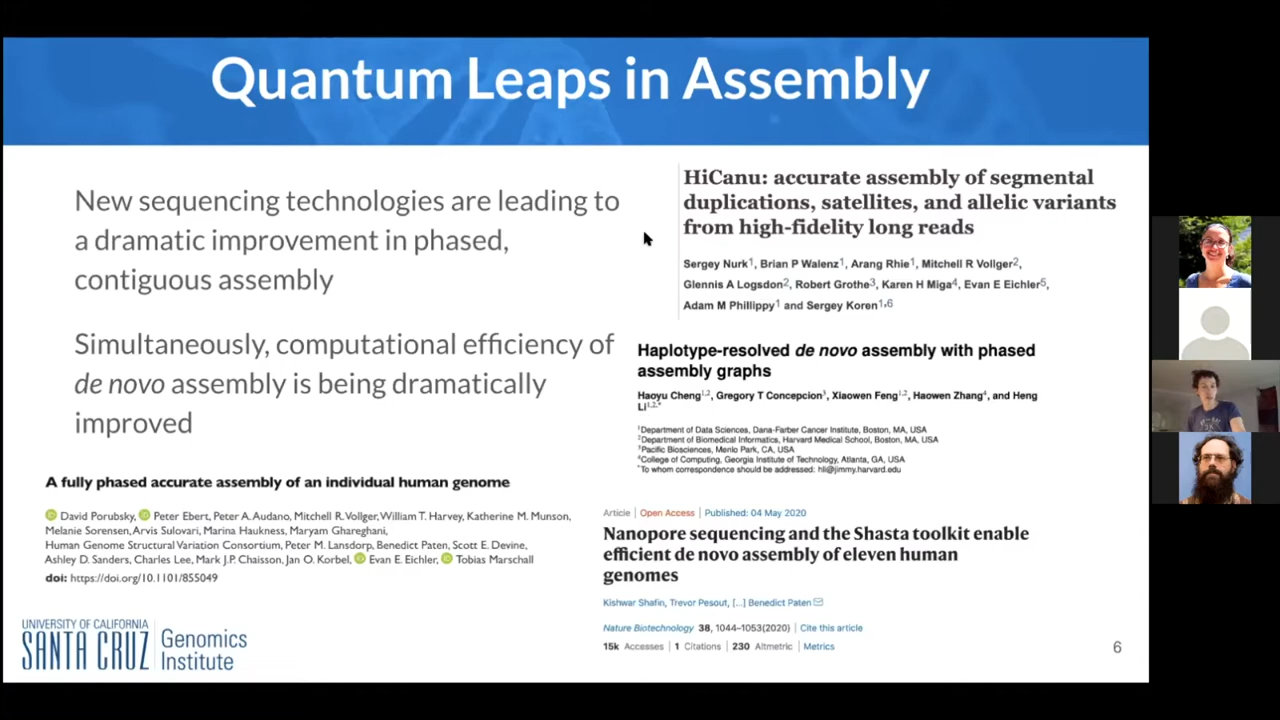 Quantum Leaps in Assembly
New sequencing technologies are leading to
a dramatic improvement in phased,
contiguous assembly
Simultaneously, computational efficiency of
de novo assembly is being dramatically
improved
A fully phased accurate assembly of an individual human genome
David Porubsky, Peter Ebert, Peter A. Audano, Mitchell R. Vollger, William T. Harvey, Katherine M. Munson,
Melanie Sorensen, Arvis Sulovari, Marina Haukness, Maryam Ghareghani,
Human Genome Structural Variation Consortium, Peter M. Lansdorp, Benedict Paten, Scott E. Devine,
Ashley D. Sanders, Charles Lee, Mark J.P. Chaisson, Jan O. Korbel, Evan E. Eichler, Tobias Marschall
doi: https://doi.org/10.1101/855049
HiCanu: accurate assembly of segmental
duplications, satellites, and allelic variants
from high-fidelity long reads
Sergey Nurk1, Brian P Walenz1, Arang Rhie1, Mitchell R Vollger2,
Glennis A Logsdon2, Robert Grothe3, Karen H Miga4, Evan E Eichler5,
Adam M Phillippy1 and Sergey Koren1,6
Haplotype-resolved de novo assembly with phased
assembly graphs
Haoyu Cheng1,2, Gregory T Concepcion3, Xiaowen Feng1,2, Haowen Zhang4, and Heng
Li1,2,*
1Department of Data Sciences, Dana-Farber Cancer Institute, Boston, MA, USA
2Department of Biomedical Informatics, Harvard Medical School, Boston, MA, USA
3Pacific Biosciences, Menlo Park, CA, USA
4College of Computing, Georgia Institute of Technology, Atlanta, GA, USA
*To whom correspondence should be addressed: hli@jimmy.harvard.edu
Article | Open Access | Published: 04 May 2020
Nanopore sequencing and the Shasta toolkit enable
efficient de novo assembly of eleven human
genomes
Kishwar Shafin, Trevor Pesout, [...] Benedict Paten
Nature Biotechnology 38, 1044–1053(2020) | Cite this article
15k Accesses | 1 Citations | 230 Altmetric | Metrics
UNIVERSITY OF CALIFORNIA
SANTA CRUZ
Genomics
Institute
6